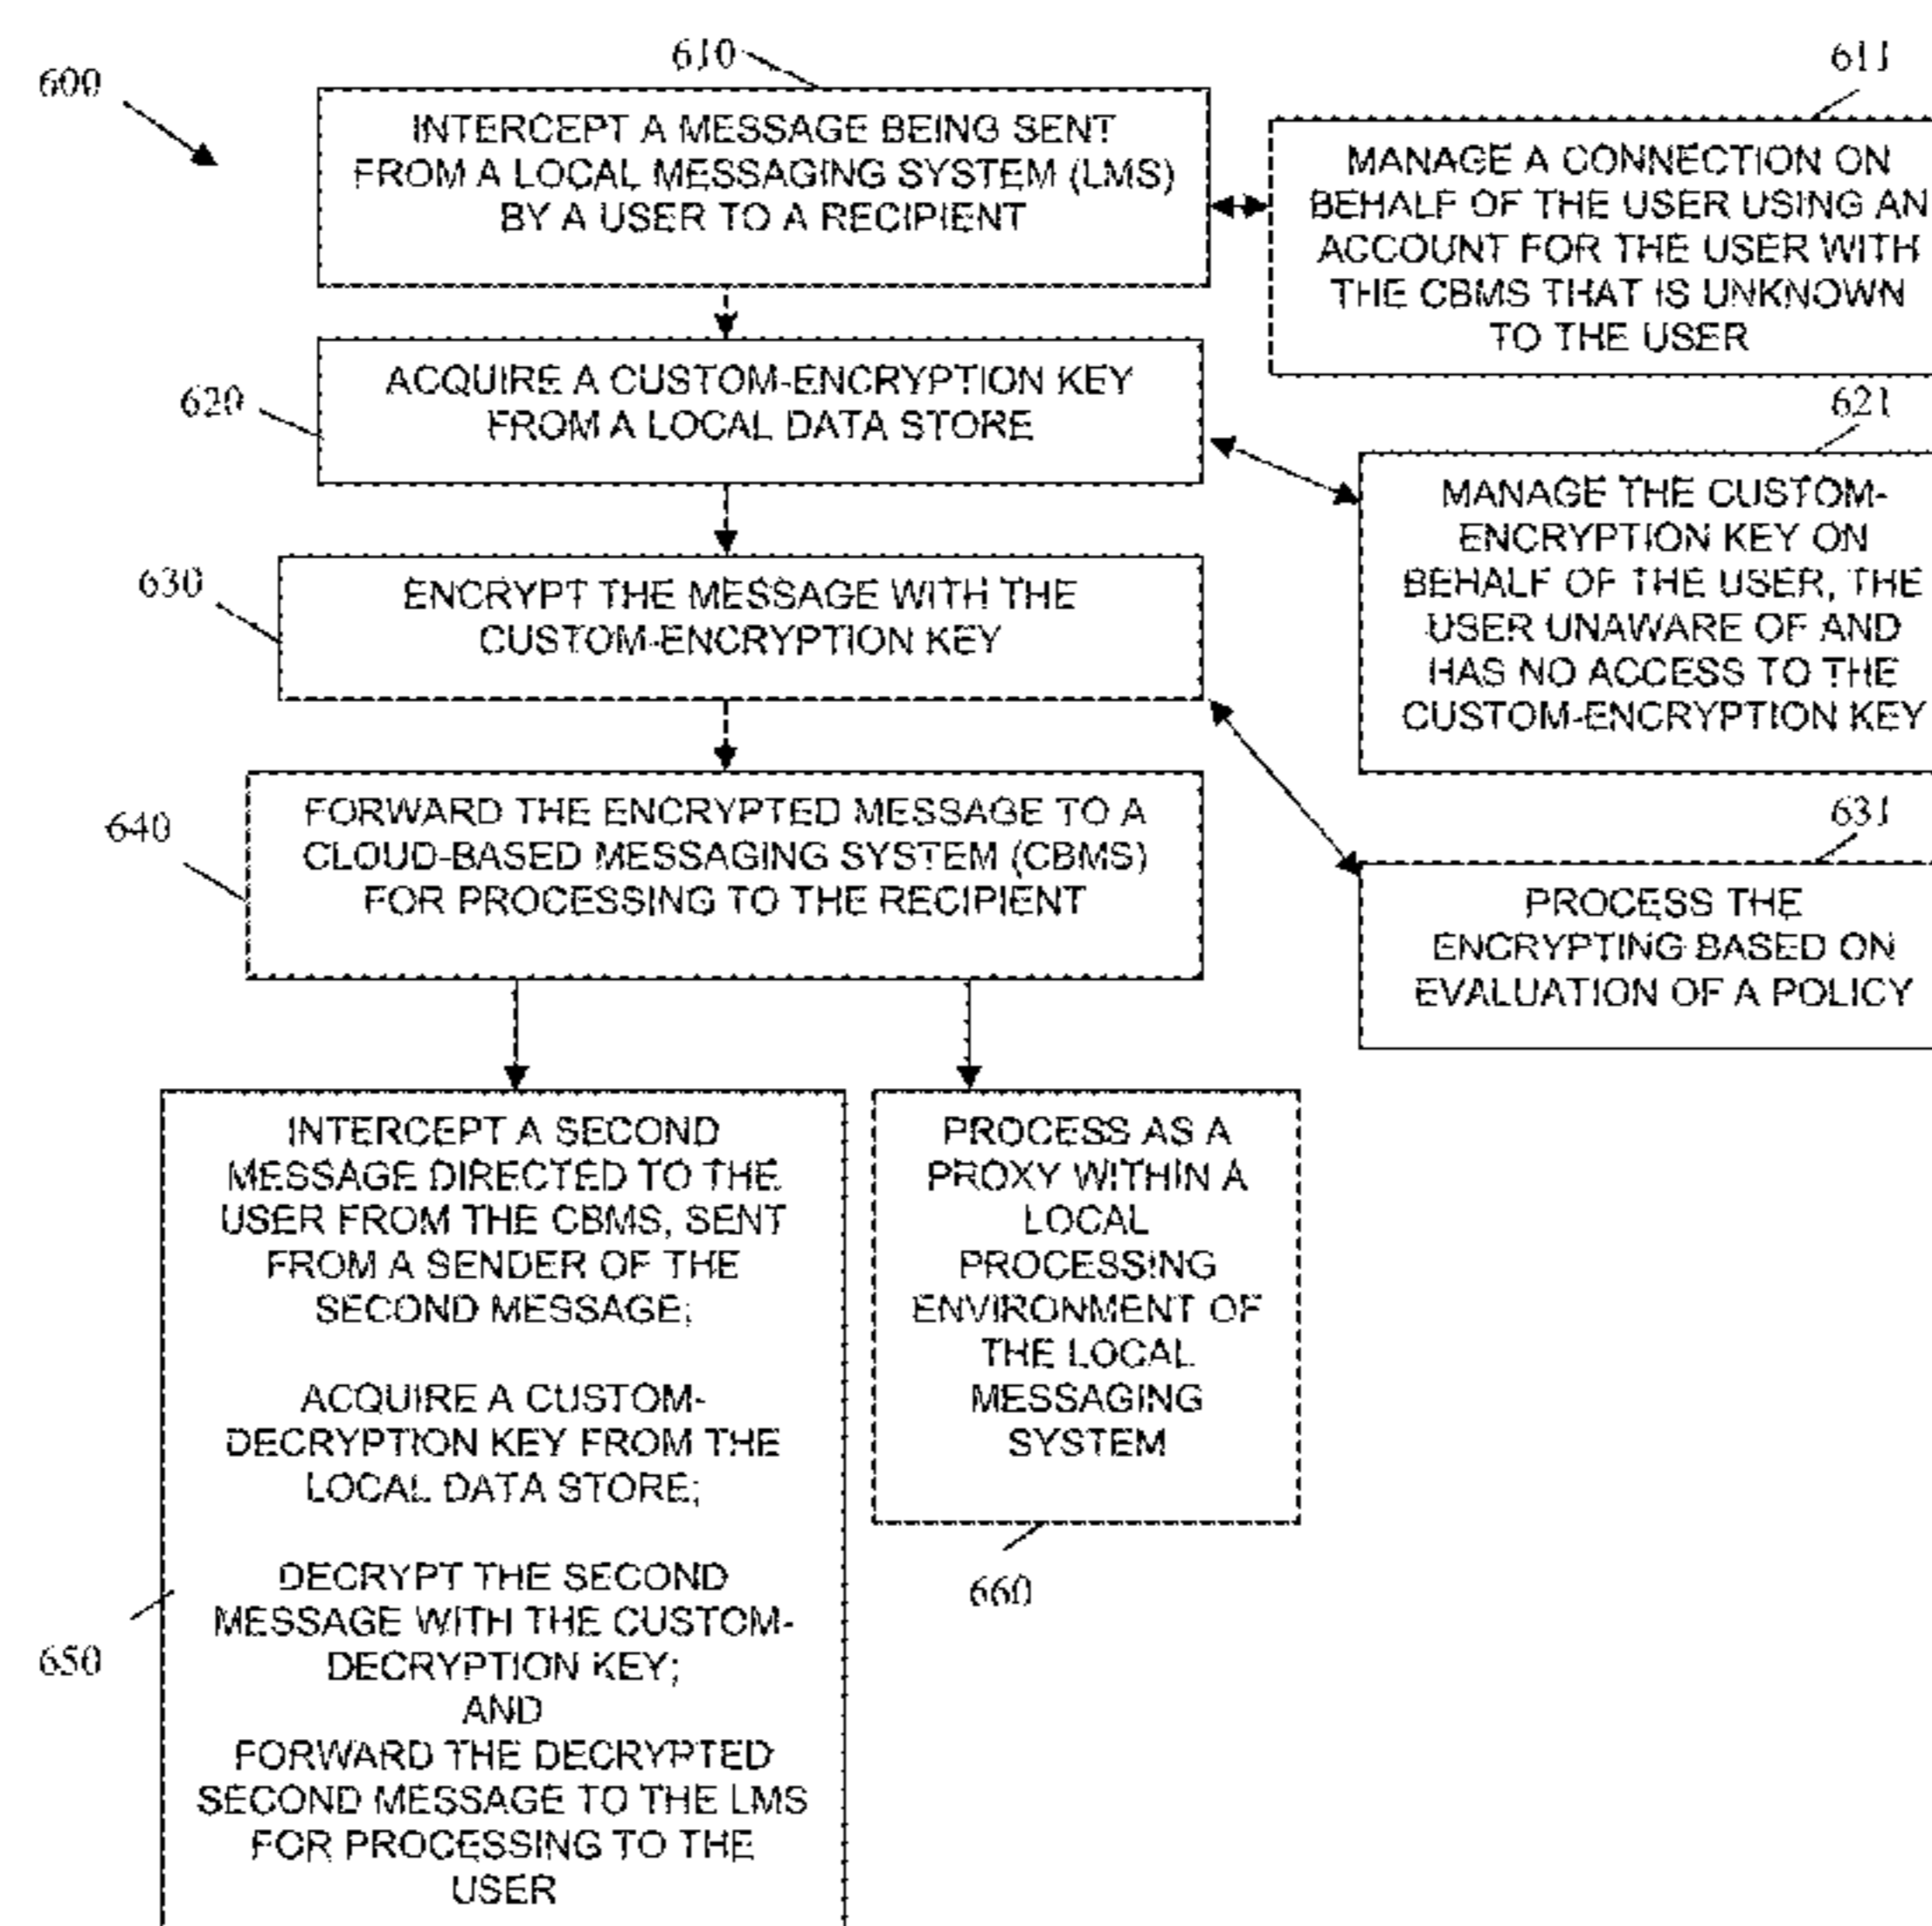 600
610
INTERCEPT A MESSAGE BEING SENT
FROM A LOCAL MESSAGING SYSTEM (LMS)
BY A USER TO A RECIPIENT
611
MANAGE A CONNECTION ON
BEHALF OF THE USER USING AN
ACCOUNT FOR THE USER WITH
THE CBMS THAT IS UNKNOWN
TO THE USER
620
ACQUIRE A CUSTOM-ENCRYPTION KEY
FROM A LOCAL DATA STORE
621
MANAGE THE CUSTOM-
ENCRYPTION KEY ON
BEHALF OF THE USER, THE
USER UNAWARE OF AND
HAS NO ACCESS TO THE
CUSTOM-ENCRYPTION KEY
630
ENCRYPT THE MESSAGE WITH THE
CUSTOM-ENCRYPTION KEY
631
PROCESS THE
ENCRYPTING BASED ON
EVALUATION OF A POLICY
640
FORWARD THE ENCRYPTED MESSAGE TO A
CLOUD-BASED MESSAGING SYSTEM (CBMS)
FOR PROCESSING TO THE RECIPIENT
650
INTERCEPT A SECOND
MESSAGE DIRECTED TO THE
USER FROM THE CBMS, SENT
FROM A SENDER OF THE
SECOND MESSAGE;
ACQUIRE A CUSTOM-
DECRYPTION KEY FROM THE
LOCAL DATA STORE;
DECRYPT THE SECOND
MESSAGE WITH THE CUSTOM-
DECRYPTION KEY;
AND
FORWARD THE DECRYPTED
SECOND MESSAGE TO THE LMS
FOR PROCESSING TO THE
USER
PROCESS AS A
PROXY WITHIN A
LOCAL
PROCESSING
ENVIRONMENT OF
THE LOCAL
MESSAGING
SYSTEM
660